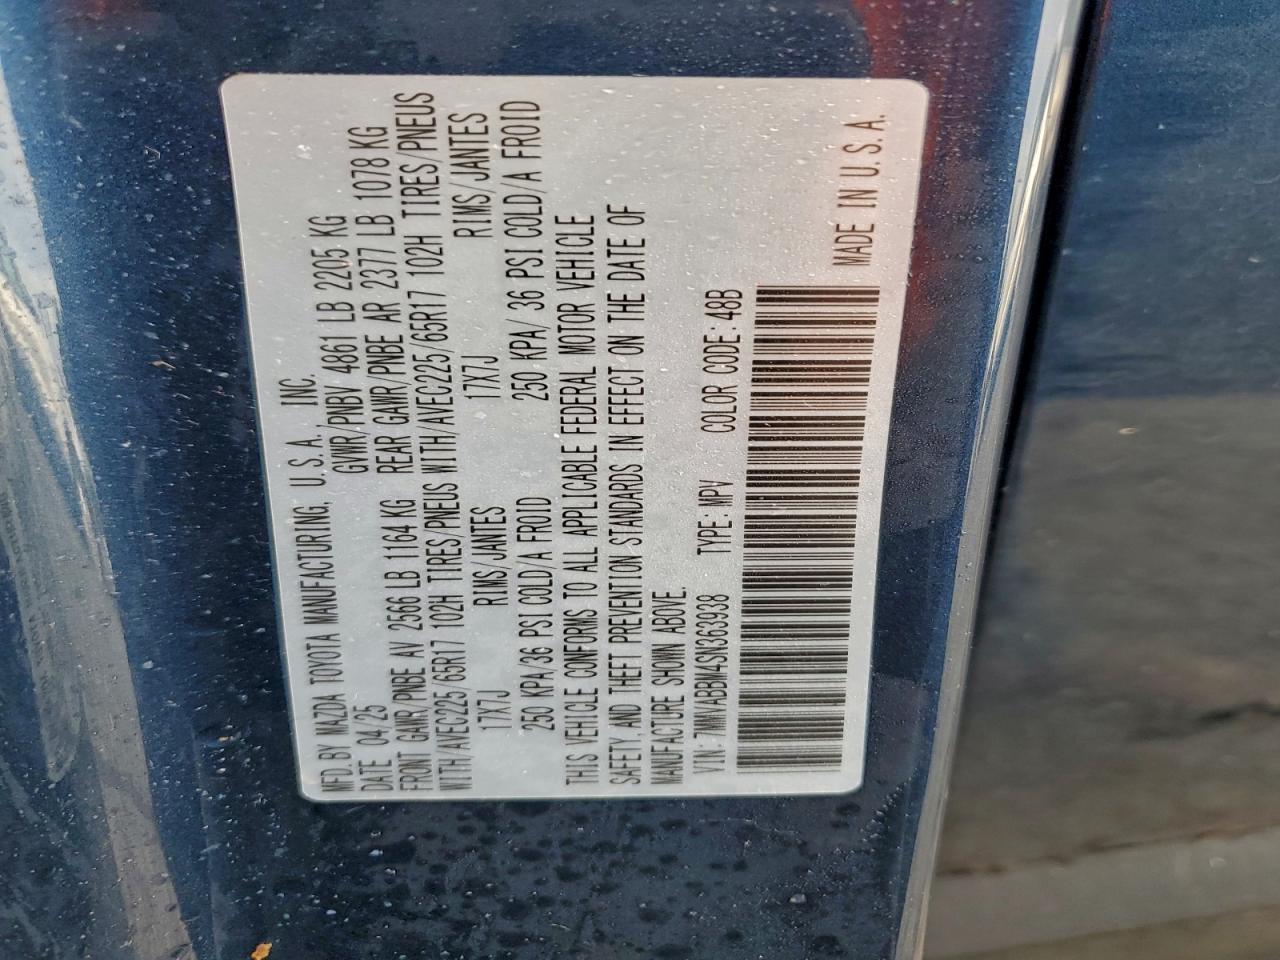 MFD. BY MAZDA TOYOTA MANUFACTURING, U.S.A., INC.
DATE 04/25 GVWR/PNBV 4861 LB 2205 KG
FRONT GAWR/PNBE AV 2566 LB 1164 KG REAR GAWR/PNBE AR 2377 LB 1078 KG
WITH/AVEC225/65R17 102H TIRES/PNEUS WITH/AVEC225/65R17 102H TIRES/PNEUS
17X7J RIMS/JANTES 17X7J RIMS/JANTES
250 KPA/36 PSI COLD/A FROID 250 KPA/ 36 PSI COLD/A FROID
THIS VEHICLE CONFORMS TO ALL APPLICABLE FEDERAL MOTOR VEHICLE
SAFETY, AND THEFT PREVENTION STANDARDS IN EFFECT ON THE DATE OF
MANUFACTURE SHOWN ABOVE.
VIN: 7MMVABBM4SN363938 TYPE: MPV COLOR CODE: 48B
MADE IN U.S.A.